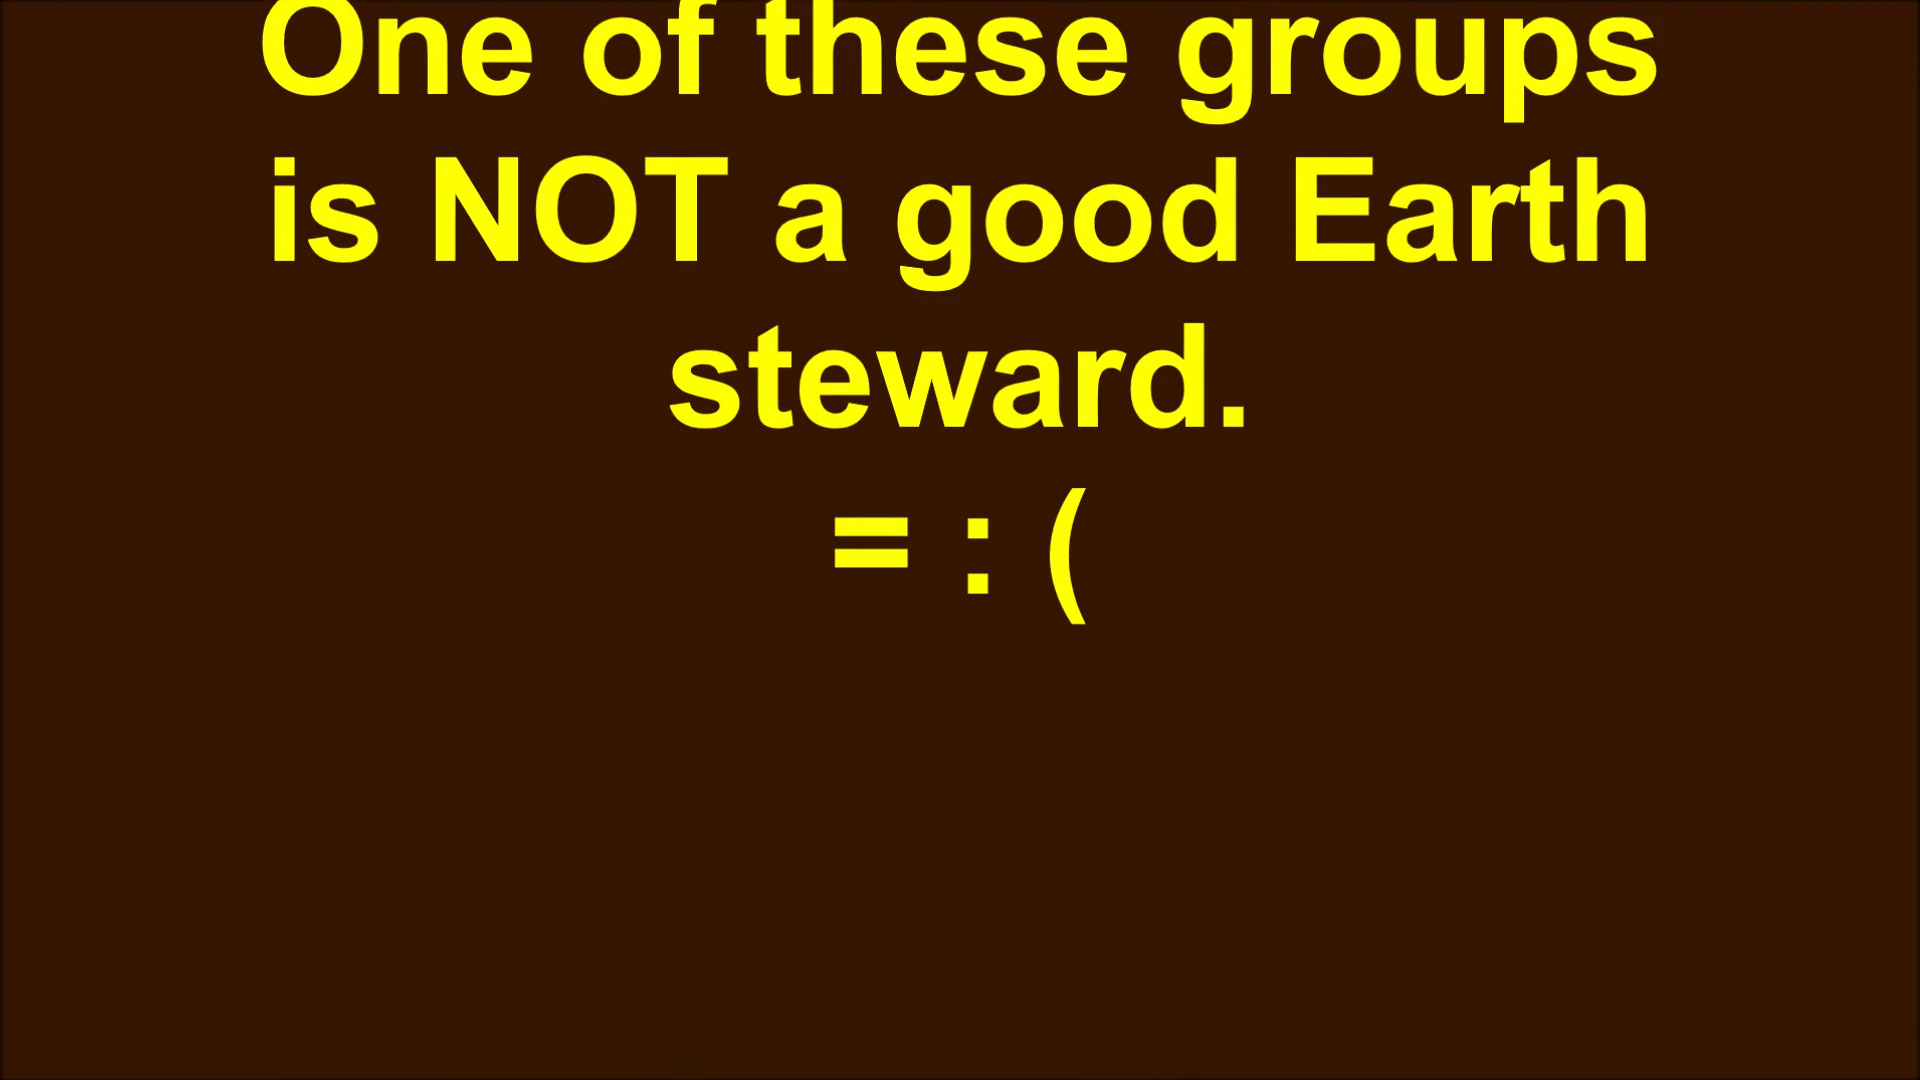 One of these groups
is NOT a good Earth
steward.
= : (